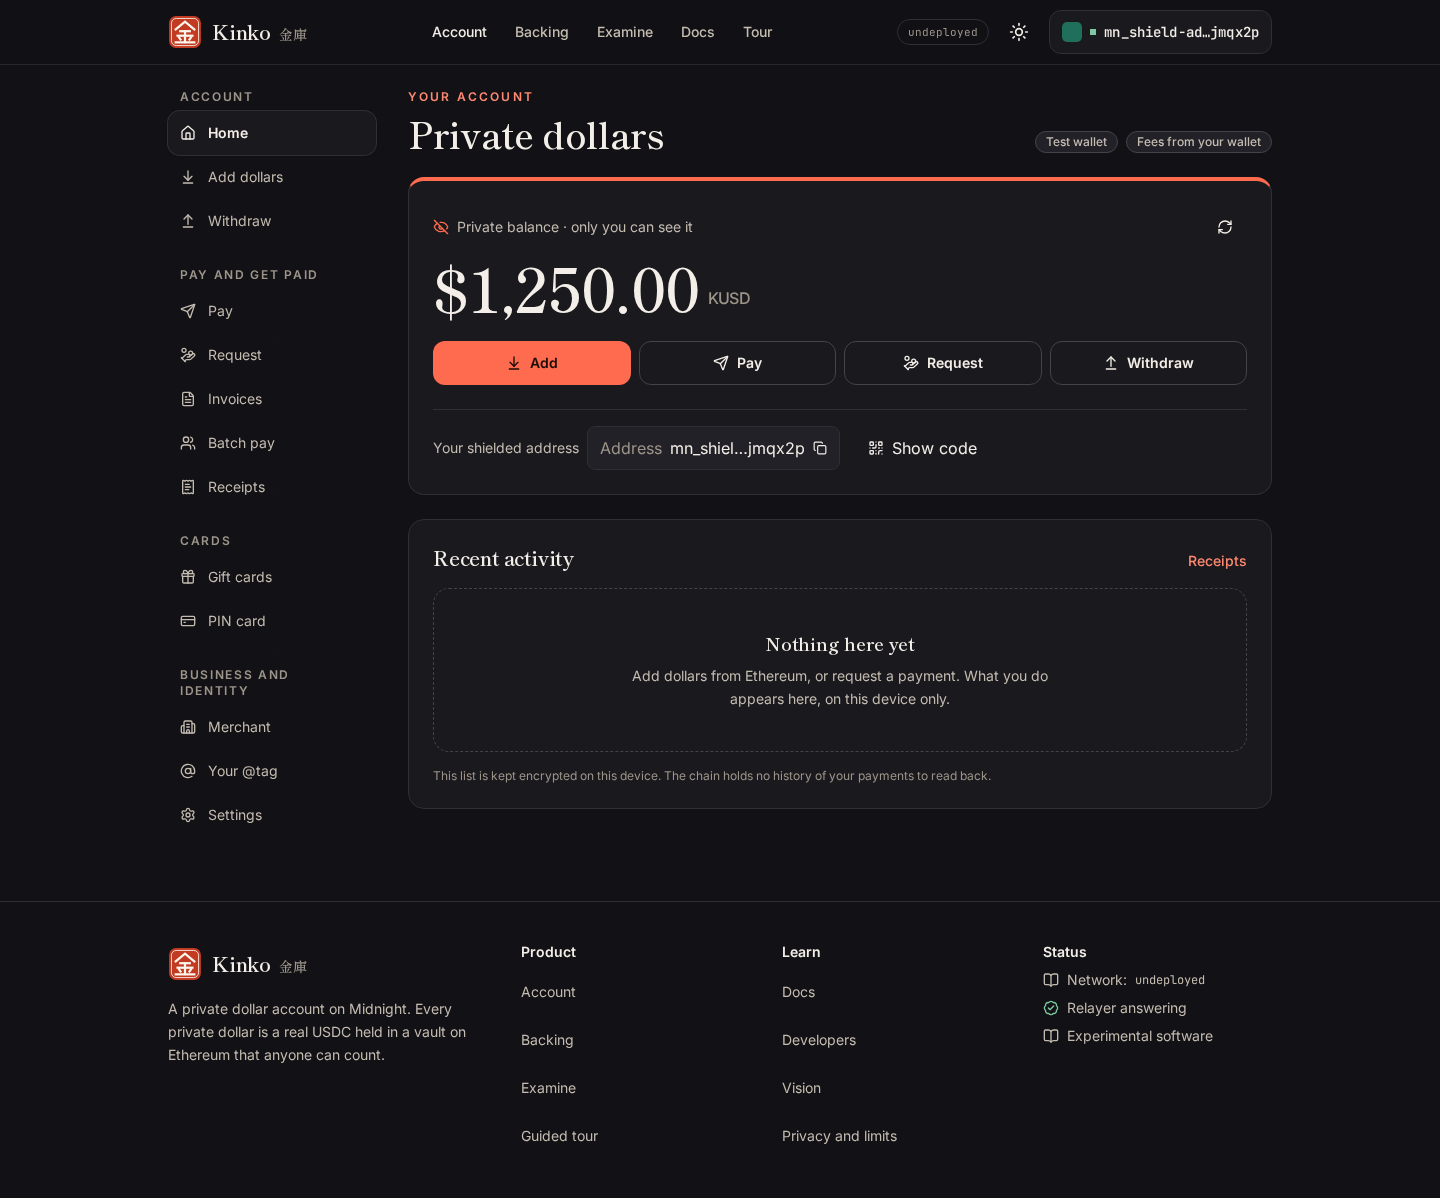 金 Kinko 金庫
Account Backing Examine Docs Tour
undeployed
mn_shield-ad…jmqx2p
ACCOUNT
Home
Add dollars
Withdraw
PAY AND GET PAID
Pay
Request
Invoices
Batch pay
Receipts
CARDS
Gift cards
PIN card
BUSINESS AND
IDENTITY
Merchant
Your @tag
Settings
YOUR ACCOUNT
Private dollars
Test wallet Fees from your wallet
Private balance · only you can see it
$1,250.00 KUSD
Add Pay Request Withdraw
Your shielded address Address mn_shiel…jmqx2p Show code
Recent activity Receipts
Nothing here yet
Add dollars from Ethereum, or request a payment. What you do
appears here, on this device only.
This list is kept encrypted on this device. The chain holds no history of your payments to read back.
金 Kinko 金庫
A private dollar account on Midnight. Every
private dollar is a real USDC held in a vault on
Ethereum that anyone can count.
Product
Account
Backing
Examine
Guided tour
Learn
Docs
Developers
Vision
Privacy and limits
Status
Network: undeployed
Relayer answering
Experimental software